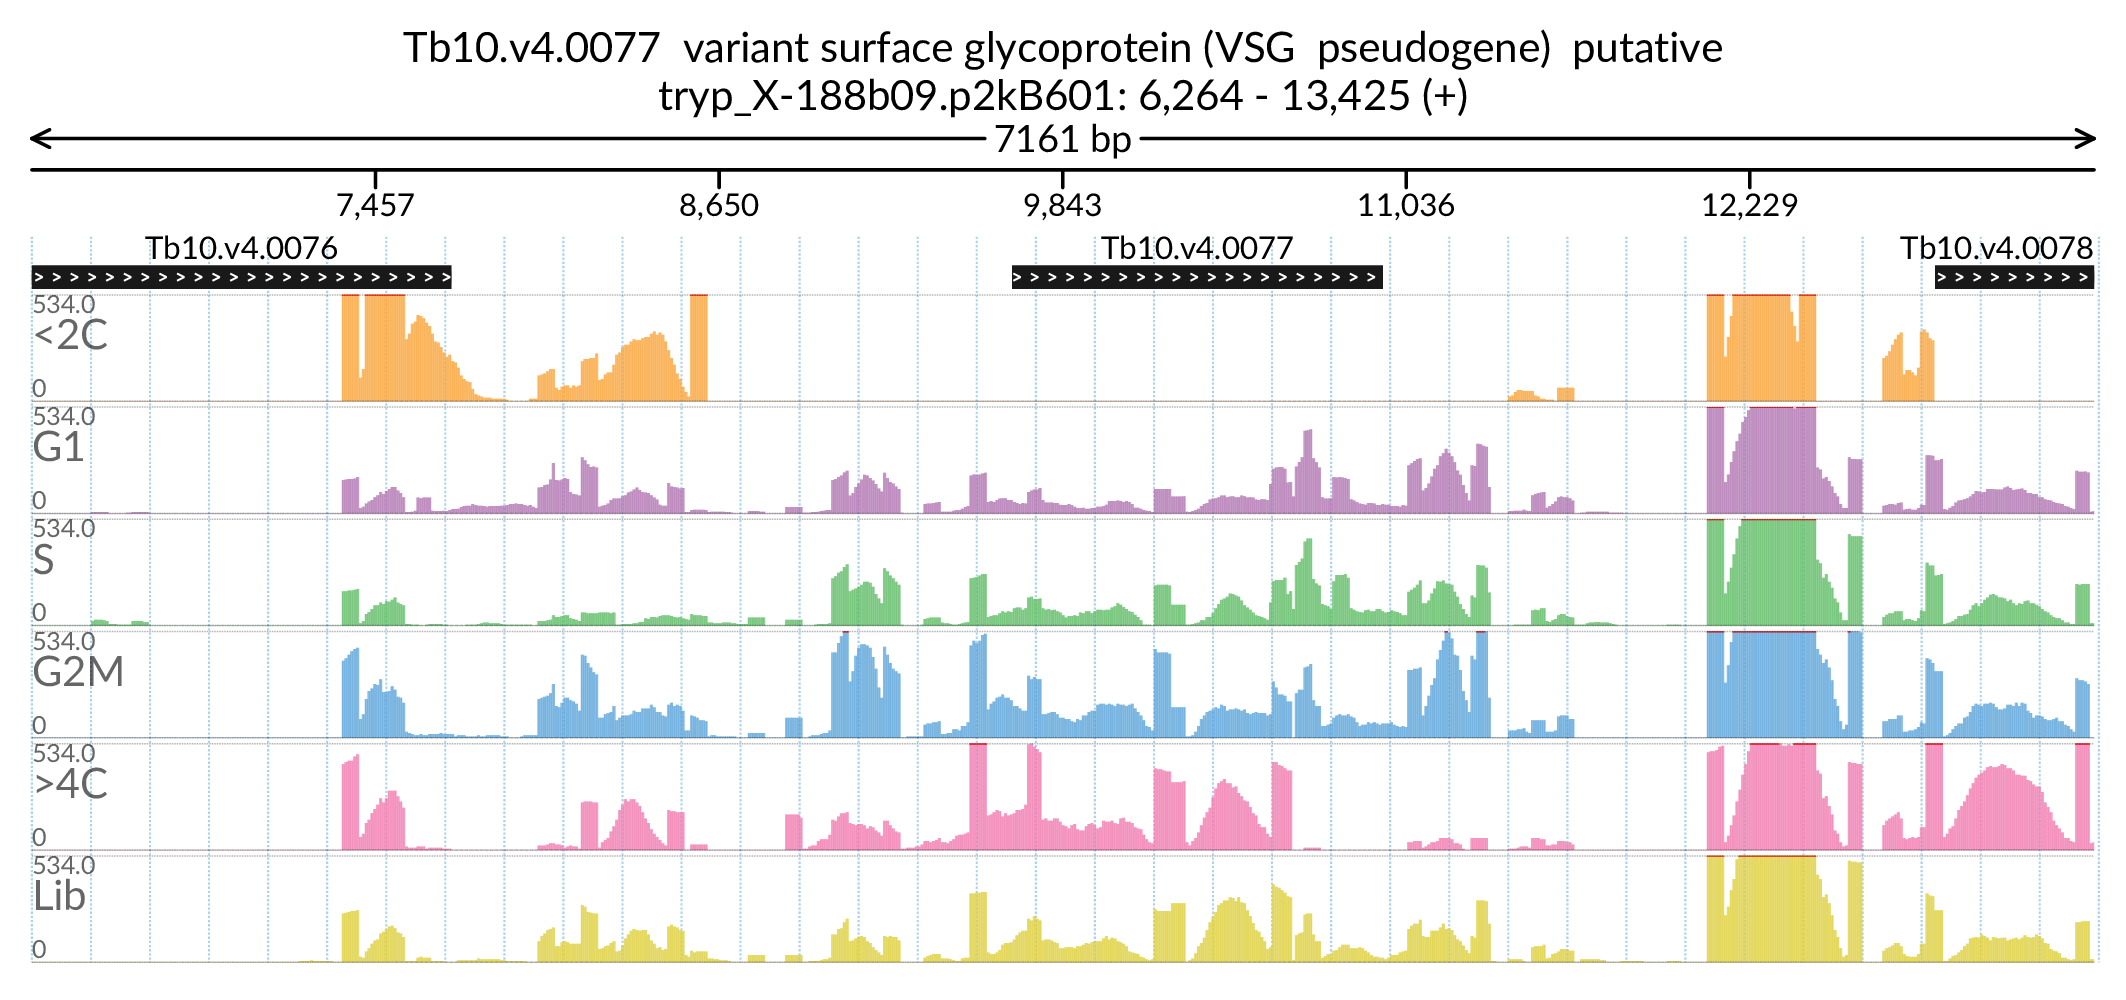 Tb10.v4.0077  variant surface glycoprotein (VSG  pseudogene)  putative
tryp_X-188b09.p2kB601: 6,264 - 13,425 (+)
7161 bp
7,457 8,650 9,843 11,036 12,229
Tb10.v4.0076 Tb10.v4.0077 Tb10.v4.0078
534.0
<2C
0
534.0
G1
0
534.0
S
0
534.0
G2M
0
534.0
>4C
0
534.0
Lib
0